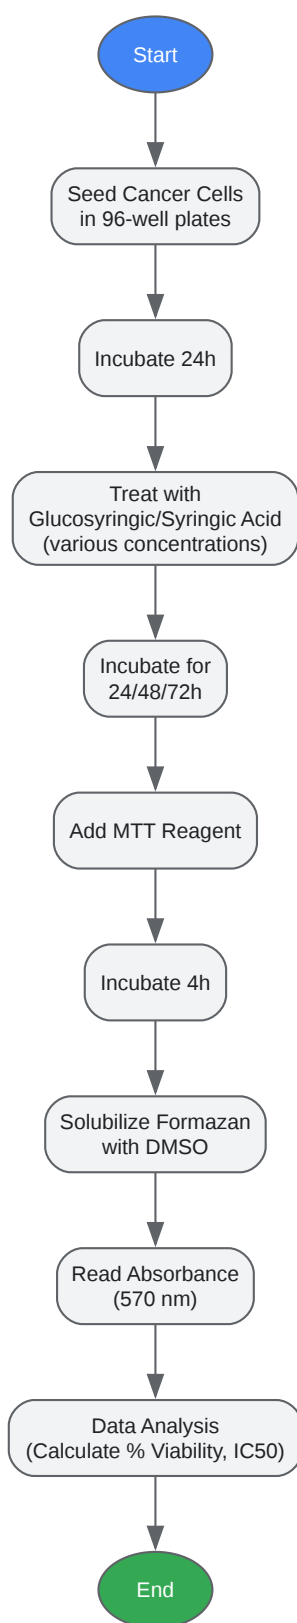 Start
Seed Cancer Cells
in 96-well plates
Incubate 24h
Treat with
Glucosyringic/Syringic Acid
(various concentrations)
Incubate for
24/48/72h
Add MTT Reagent
Incubate 4h
Solubilize Formazan
with DMSO
Read Absorbance
(570 nm)
Data Analysis
(Calculate % Viability, IC50)
End